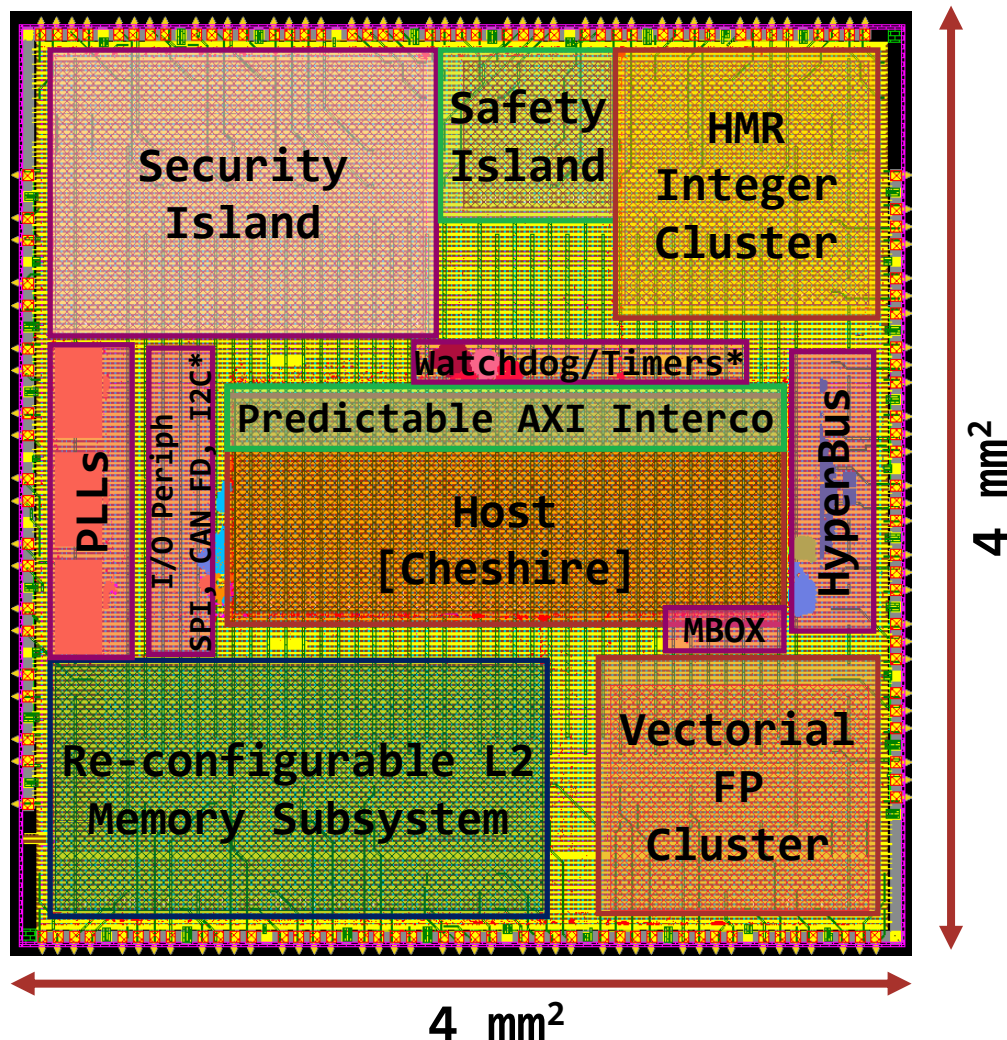 Security
Island
Safety
Island
HMR
Integer
Cluster
Watchdog/Timers*
Predictable AXI Interco
PLLs
I/O Periph
SPI, CAN FD, I2C*
Host
[Cheshire]
HyperBus
MBOX
Re-configurable L2
Memory Subsystem
Vectorial
FP
Cluster
4 mm²
4 mm²